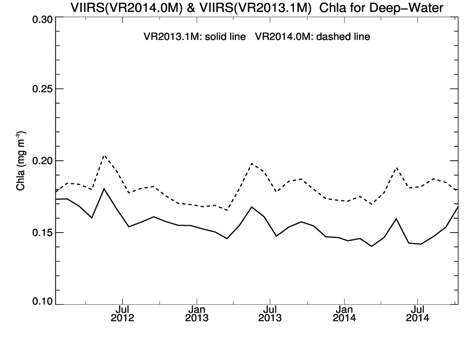 VIIRS(VR2014.0M) & VIIRS(VR2013.1M) Chla for Deep−Water
VR2013.1M: solid line VR2014.0M: dashed line
0.30
0.25
0.20
0.15
0.10
Chla (mg m⁻³)
Jul Jan Jul Jan Jul
2012 2013 2013 2014 2014